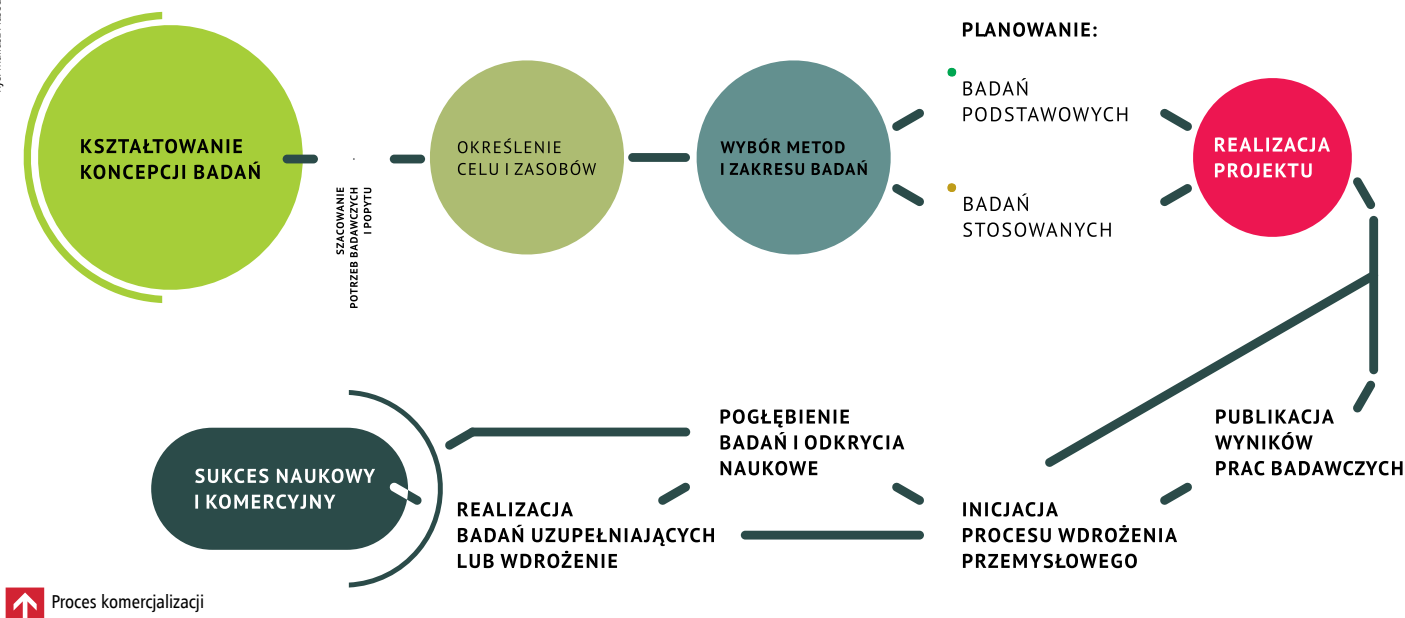 KSZTAŁTOWANIE
KONCEPCJI BADAŃ
SZACOWANIE
POTRZEB BADAWCZYCH
I POPYTU
OKREŚLENIE
CELU I ZASOBÓW
WYBÓR METOD
I ZAKRESU BADAŃ
PLANOWANIE:
BADAŃ
PODSTAWOWYCH
BADAŃ
STOSOWANYCH
REALIZACJA
PROJEKTU
PUBLIKACJA
WYNIKÓW
PRAC BADAWCZYCH
INICJACJA
PROCESU WDROŻENIA
PRZEMYSŁOWEGO
POGŁĘBIENIE
BADAŃ I ODKRYCIA
NAUKOWE
REALIZACJA
BADAŃ UZUPEŁNIAJĄCYCH
LUB WDROŻENIE
SUKCES NAUKOWY
I KOMERCYJNY
Proces komercjalizacji